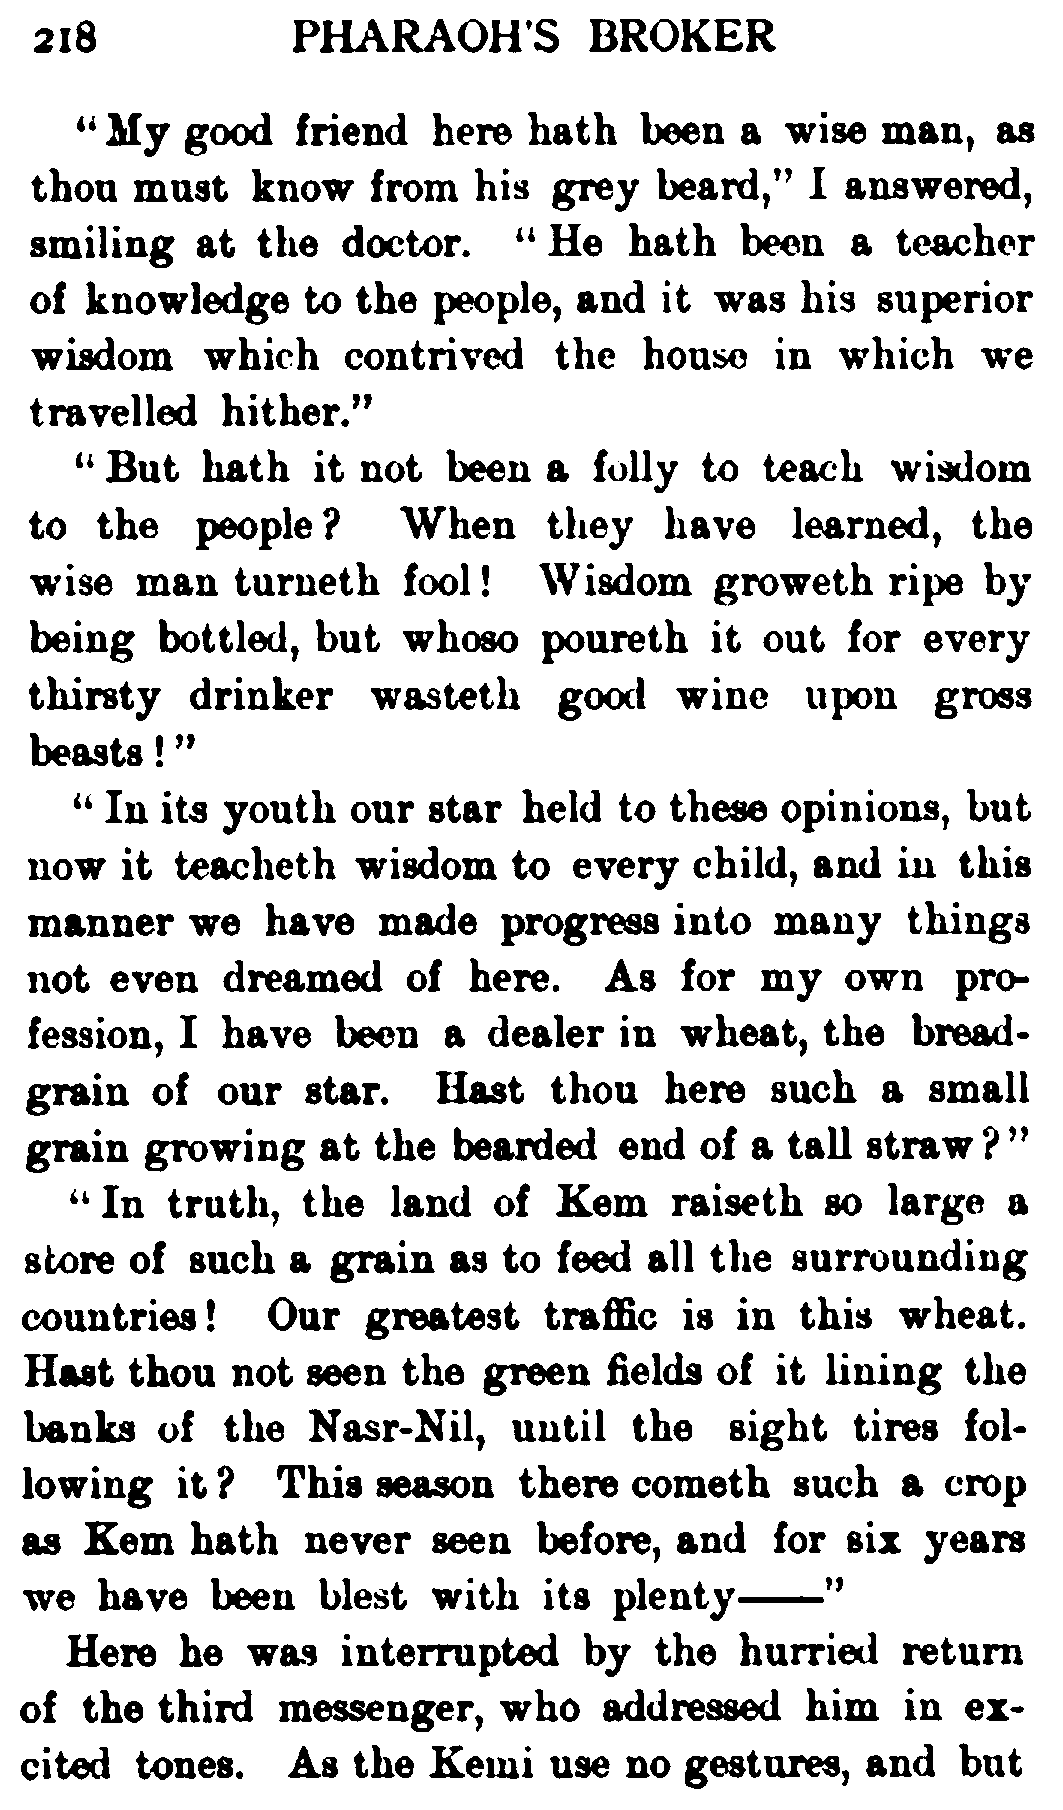 218 PHARAOH'S BROKER
"My good friend here hath been a wise man, as
thou must know from his grey beard," I answered,
smiling at the doctor. "He hath been a teacher
of knowledge to the people, and it was his superior
wisdom which contrived the house in which we
travelled hither."
"But hath it not been a folly to teach wisdom
to the people? When they have learned, the
wise man turneth fool! Wisdom groweth ripe by
being bottled, but whoso poureth it out for every
thirsty drinker wasteth good wine upon gross
beasts!"
"In its youth our star held to these opinions, but
now it teacheth wisdom to every child, and in this
manner we have made progress into many things
not even dreamed of here. As for my own pro-
fession, I have been a dealer in wheat, the bread-
grain of our star. Hast thou here such a small
grain growing at the bearded end of a tall straw?"
"In truth, the land of Kem raiseth so large a
store of such a grain as to feed all the surrounding
countries! Our greatest traffic is in this wheat.
Hast thou not seen the green fields of it lining the
banks of the Nasr-Nil, until the sight tires fol-
lowing it? This season there cometh such a crop
as Kem hath never seen before, and for six years
we have been blest with its plenty——"
Here he was interrupted by the hurried return
of the third messenger, who addressed him in ex-
cited tones. As the Kemi use no gestures, and but